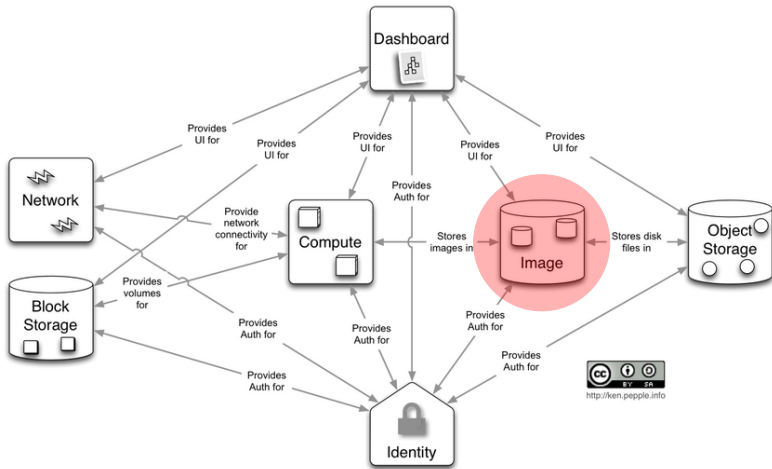 Dashboard
Provides
UI for
Provides
UI for
Provides
UI for
Provides
UI for
Provides
UI for
Provides
Auth for
Network
Provide
network
connectivity
for
Compute
Stores
images in
Image
Stores disk
files in
Object
Storage
Block
Storage
Provides
volumes
for
Provides
Auth for
Provides
Auth for
Provides
Auth for
Provides
Auth for
Provides
Auth for
Identity
cc
BY SA
http://ken.pepple.info